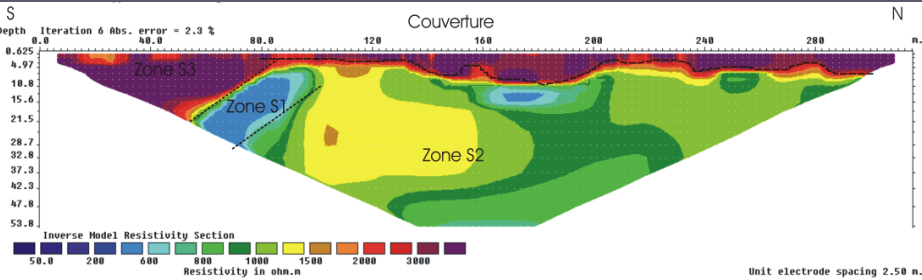 S Couverture N
Depth Iteration 6 Abs. error = 2.3 %
0.0 40.0 80.0 120 160 200 240 280 m.
0.625
4.97
10.8
15.6
21.5
28.7
32.8
37.3
42.3
47.8
53.8
Zone S3
Zone S1
Zone S2
Inverse Model Resistivity Section
50.0 200 600 800 1000 1500 2000 3000
Resistivity in ohm.m
Unit electrode spacing 2.50 m.